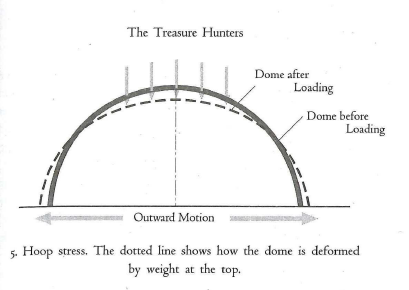 The Treasure Hunters
Dome after
Loading
Dome before
Loading
Outward Motion
5. Hoop stress. The dotted line shows how the dome is deformed
by weight at the top.